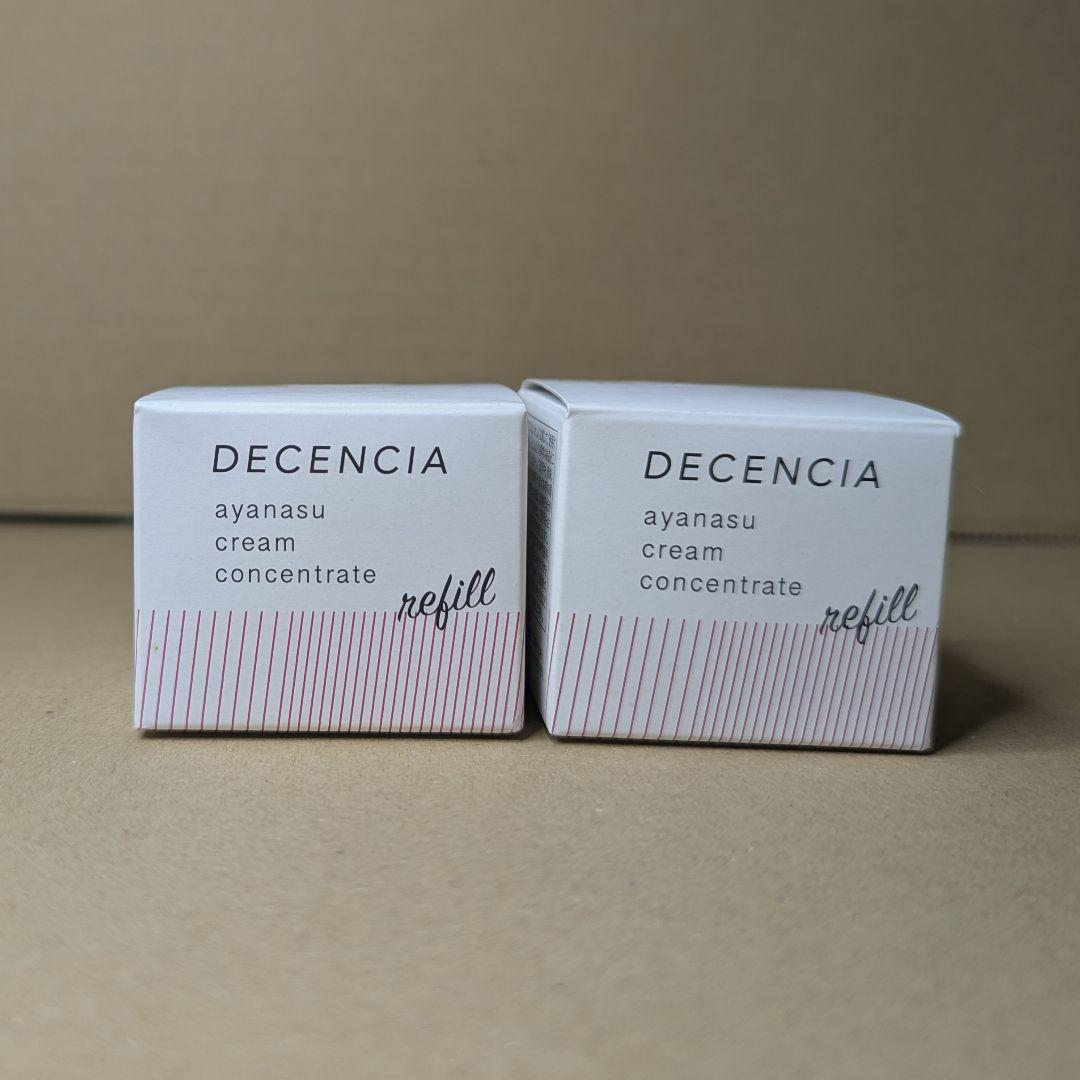 DECENCIA
ayanasu
cream
concentrate
refill
DECENCIA
ayanasu
cream
concentrate
refill